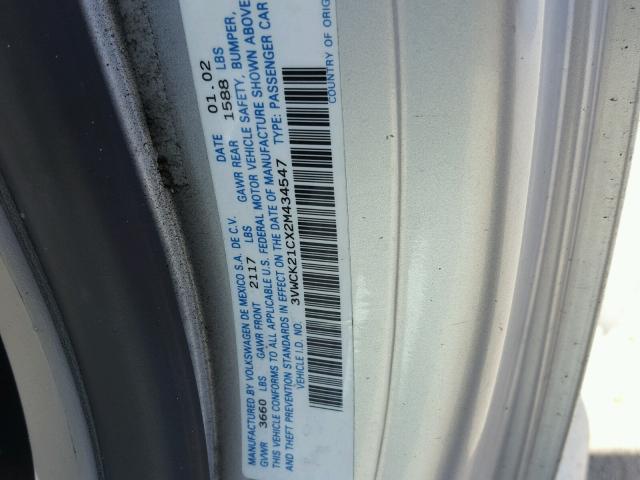 MANUFACTURED BY VOLKSWAGEN DE MEXICO S.A. DE C.V. DATE 01.02
GVWR 3660 LBS GAWR FRONT 2117 LBS GAWR REAR 1588 LBS
THIS VEHICLE CONFORMS TO ALL APPLICABLE U.S. FEDERAL MOTOR VEHICLE SAFETY, BUMPER,
AND THEFT PREVENTION STANDARDS IN EFFECT ON THE DATE OF MANUFACTURE SHOWN ABOVE
VEHICLE I.D. NO. 3VWCK21CX2M434547 TYPE: PASSENGER CAR
COUNTRY OF ORIG